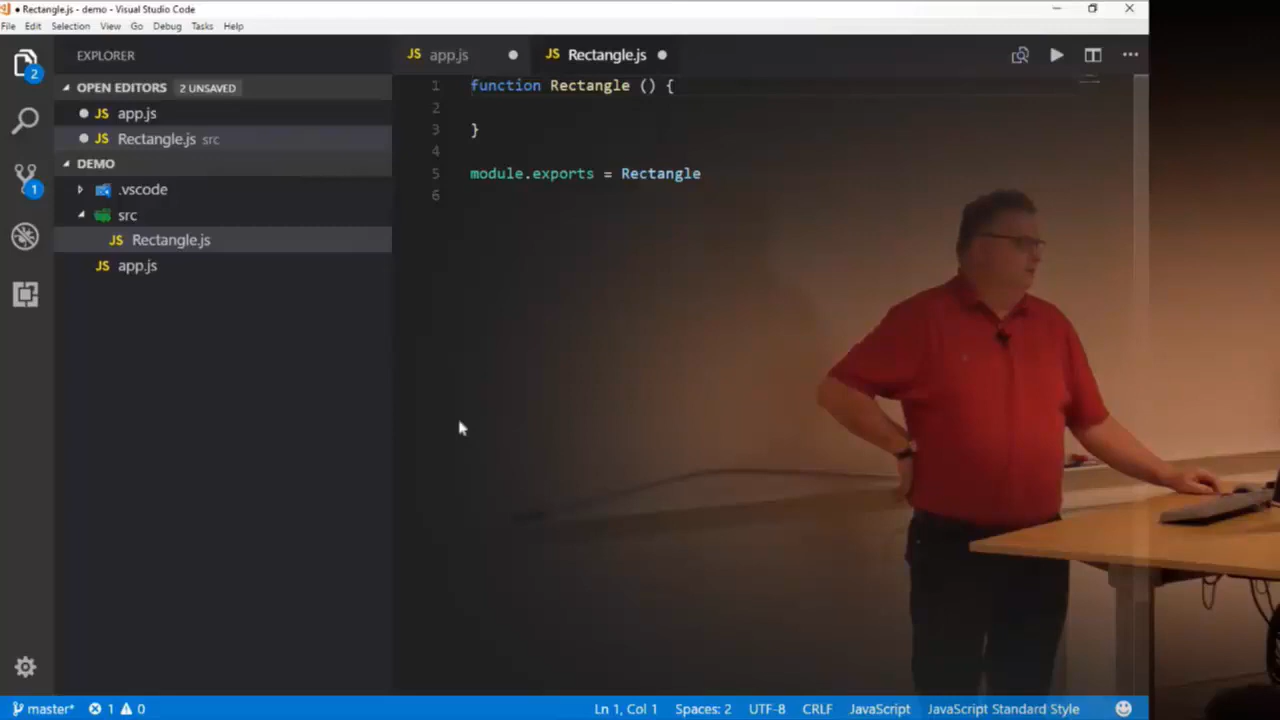 Rectangle.js - demo - Visual Studio Code
File Edit Selection View Go Debug Tasks Help
EXPLORER
JS app.js
JS Rectangle.js
2
OPEN EDITORS 2 UNSAVED
JS app.js
JS Rectangle.js src
DEMO
.vscode
1
src
JS Rectangle.js
JS app.js
1 function Rectangle () {
2
3 }
4
5 module.exports = Rectangle
6
master* 1 0 Ln 1, Col 1 Spaces: 2 UTF-8 CRLF JavaScript JavaScript Standard Style